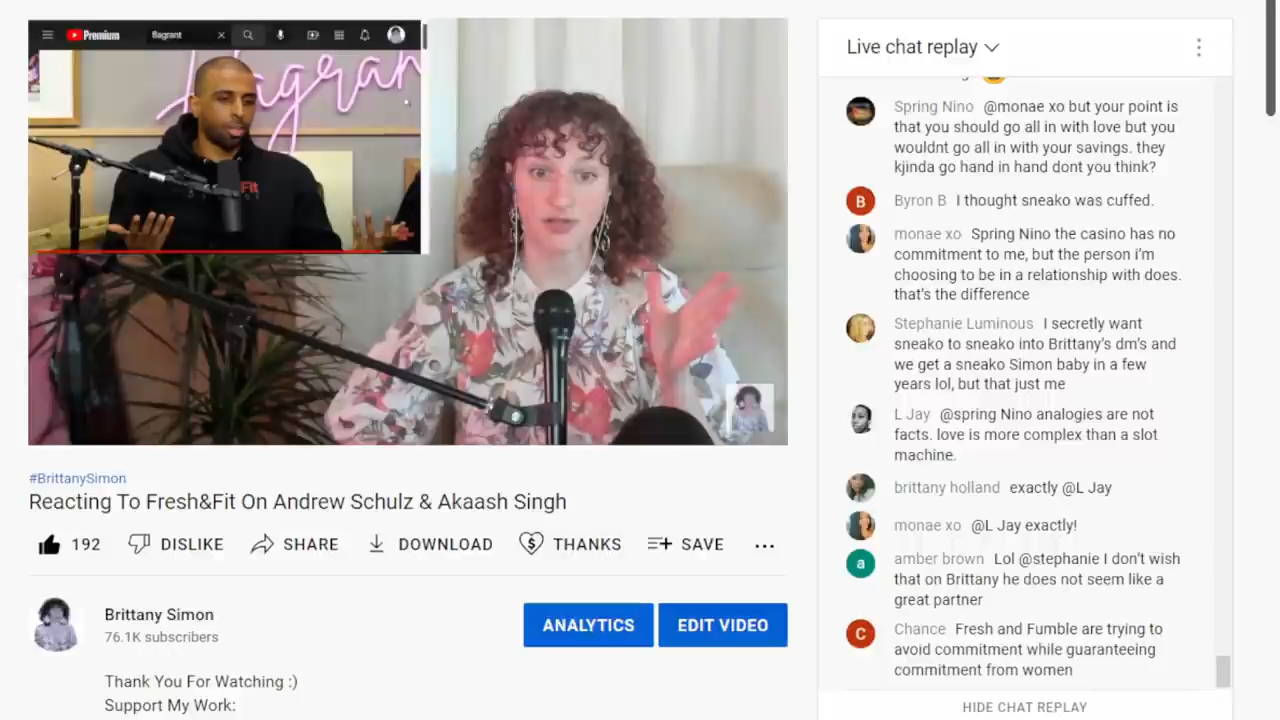 Premium
flagrant
flagran
Fit
#BrittanySimon
Reacting To Fresh&Fit On Andrew Schulz & Akaash Singh
192
DISLIKE
SHARE
DOWNLOAD
THANKS
SAVE
Brittany Simon
76.1K subscribers
ANALYTICS
EDIT VIDEO
Thank You For Watching :)
Support My Work:
Live chat replay
Spring Nino @monae xo but your point is
that you should go all in with love but you
wouldnt go all in with your savings. they
kjinda go hand in hand dont you think?
B
Byron B I thought sneako was cuffed.
monae xo Spring Nino the casino has no
commitment to me, but the person i'm
choosing to be in a relationship with does.
that's the difference
Stephanie Luminous I secretly want
sneako to sneako into Brittany's dm's and
we get a sneako Simon baby in a few
years lol, but that just me
L Jay @spring Nino analogies are not
facts. love is more complex than a slot
machine.
brittany holland exactly @L Jay
monae xo @L Jay exactly!
a
amber brown Lol @stephanie I don't wish
that on Brittany he does not seem like a
great partner
C
Chance Fresh and Fumble are trying to
avoid commitment while guaranteeing
commitment from women
HIDE CHAT REPLAY